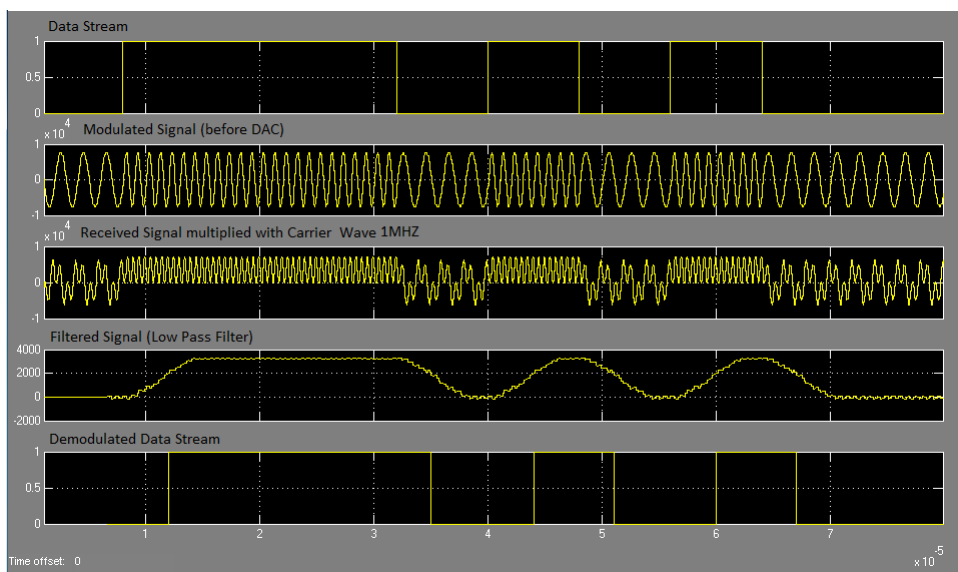 Data Stream
1
0.5
0
x 10^4
Modulated Signal (before DAC)
1
0
-1
x 10^4
Received Signal multiplied with Carrier Wave 1MHZ
1
0
-1
Filtered Signal (Low Pass Filter)
4000
2000
0
-2000
Demodulated Data Stream
1
0.5
0
1 2 3 4 5 6 7
x 10^-5
Time offset: 0